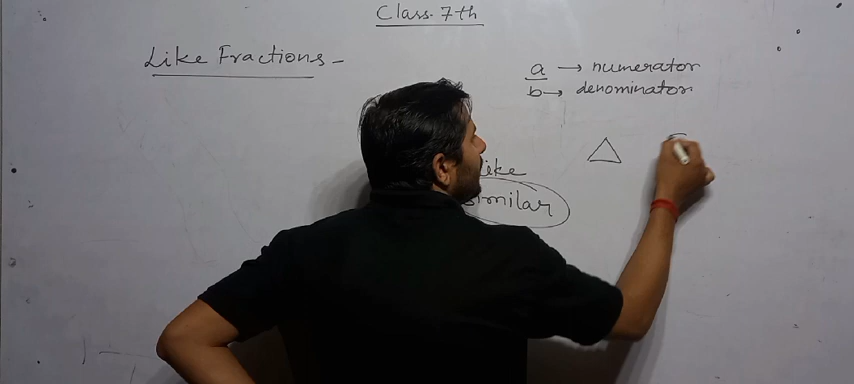 Class. 7th
Like Fractions -
a → numerator
b → denominator.
similar